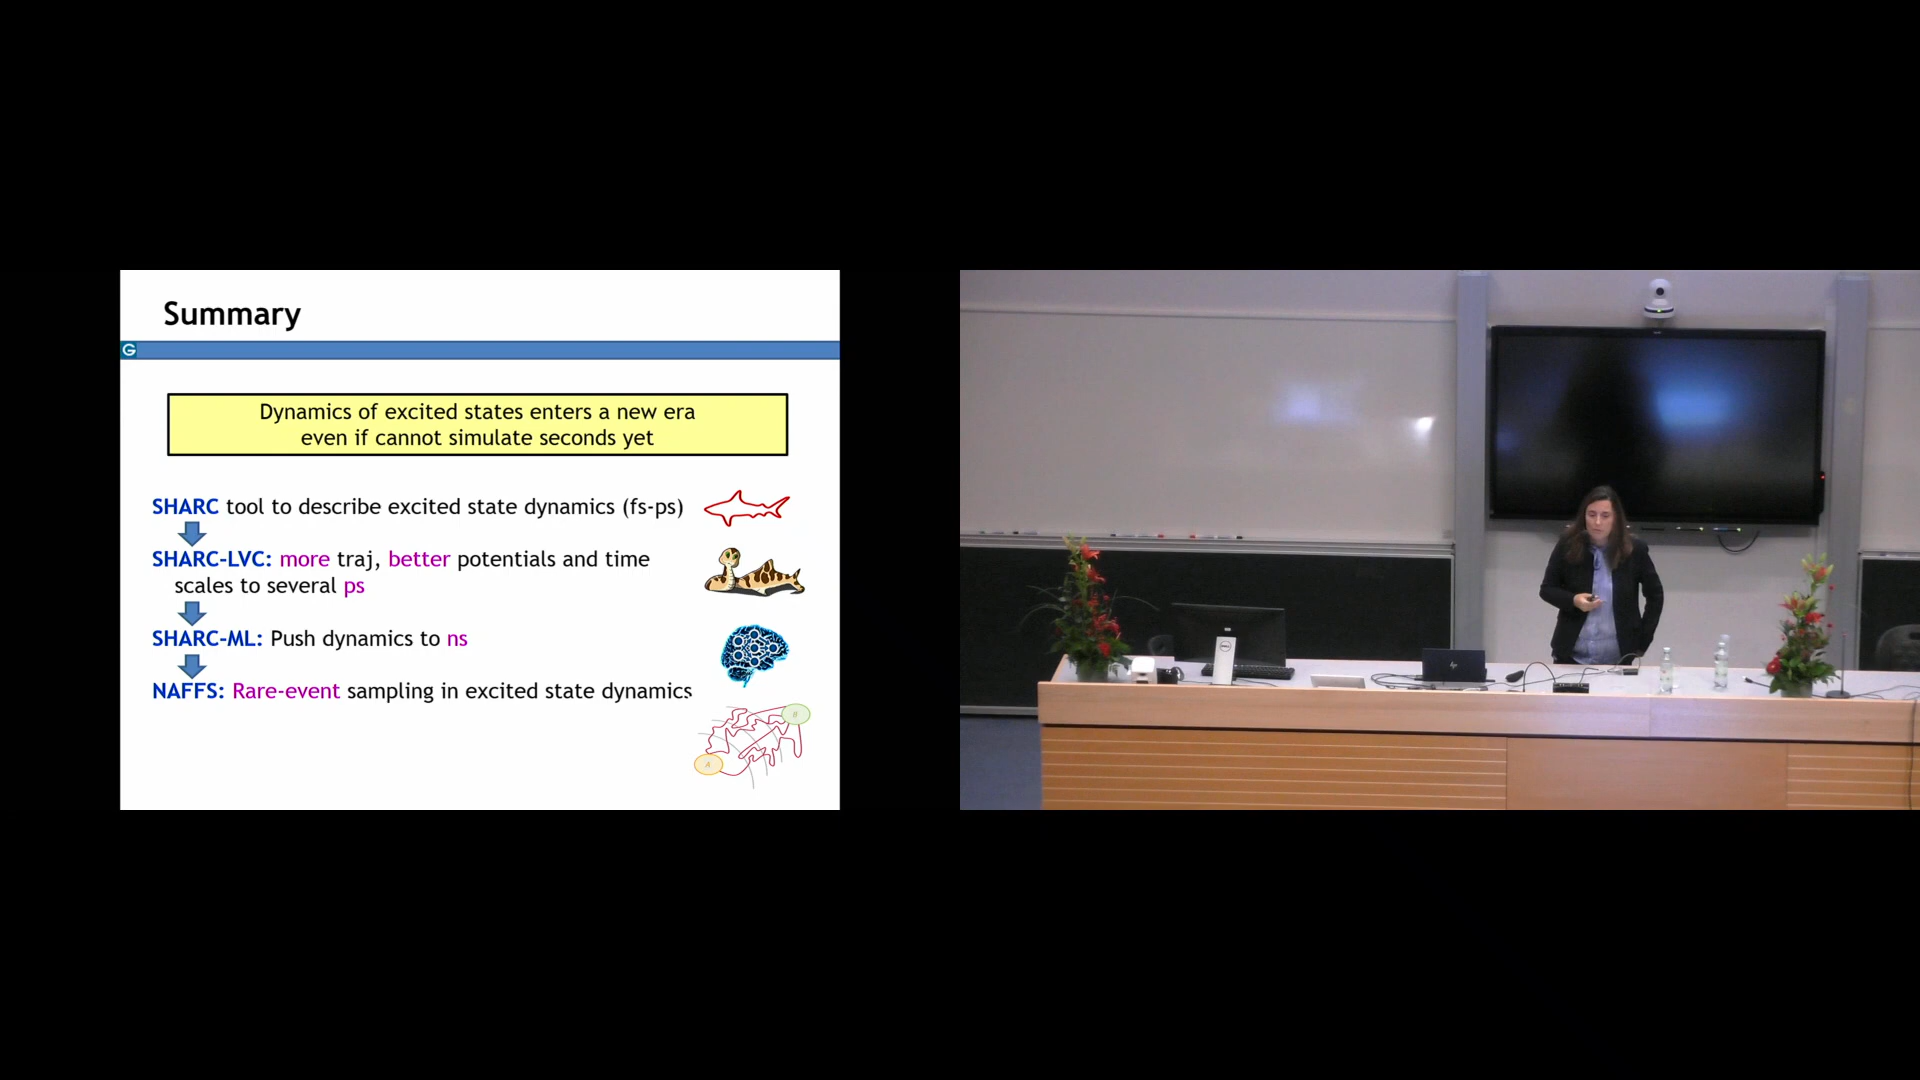 Summary
G
Dynamics of excited states enters a new era
even if cannot simulate seconds yet
SHARC tool to describe excited state dynamics (fs-ps)
SHARC-LVC: more traj, better potentials and time
scales to several ps
SHARC-ML: Push dynamics to ns
NAFFS: Rare-event sampling in excited state dynamics
B
A
DELL
hp